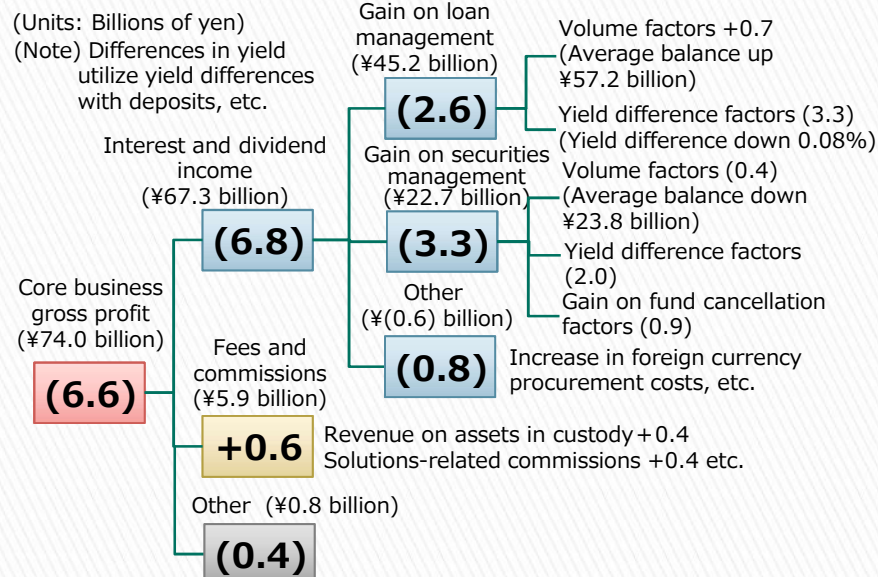 (Units: Billions of yen)
(Note) Differences in yield
utilize yield differences
with deposits, etc.
Gain on loan
management
(¥45.2 billion)
(2.6)
Volume factors +0.7
(Average balance up
¥57.2 billion)
Yield difference factors (3.3)
(Yield difference down 0.08%)
Interest and dividend
income
(¥67.3 billion)
(6.8)
Gain on securities
management
(¥22.7 billion)
(3.3)
Volume factors (0.4)
(Average balance down
¥23.8 billion)
Yield difference factors
(2.0)
Gain on fund cancellation
factors (0.9)
Other
(¥(0.6) billion)
(0.8)
Increase in foreign currency
procurement costs, etc.
Core business
gross profit
(¥74.0 billion)
(6.6)
Fees and
commissions
(¥5.9 billion)
+0.6
Revenue on assets in custody+0.4
Solutions-related commissions +0.4 etc.
Other (¥0.8 billion)
(0.4)